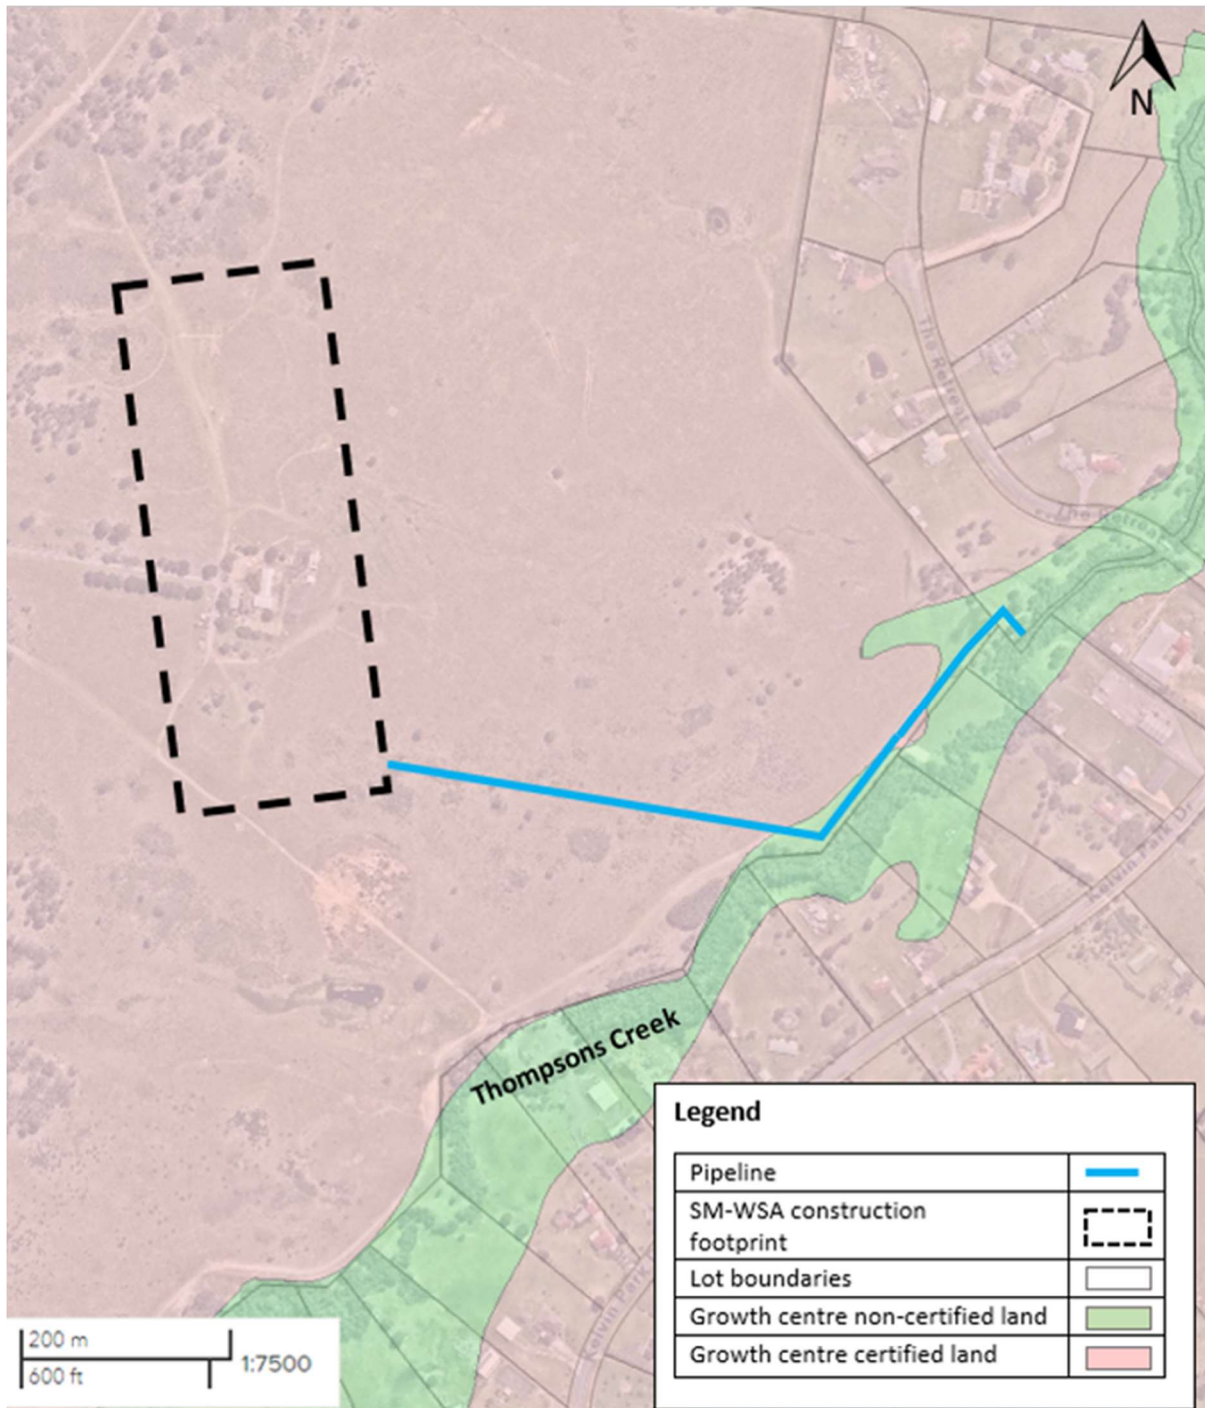 N
The Retreat
The Retreat
Kelvin Park Dr
Thompsons Creek
Kelvin Park
Legend
Pipeline
SM-WSA construction
footprint
Lot boundaries
Growth centre non-certified land
Growth centre certified land
200 m
600 ft
1:7500